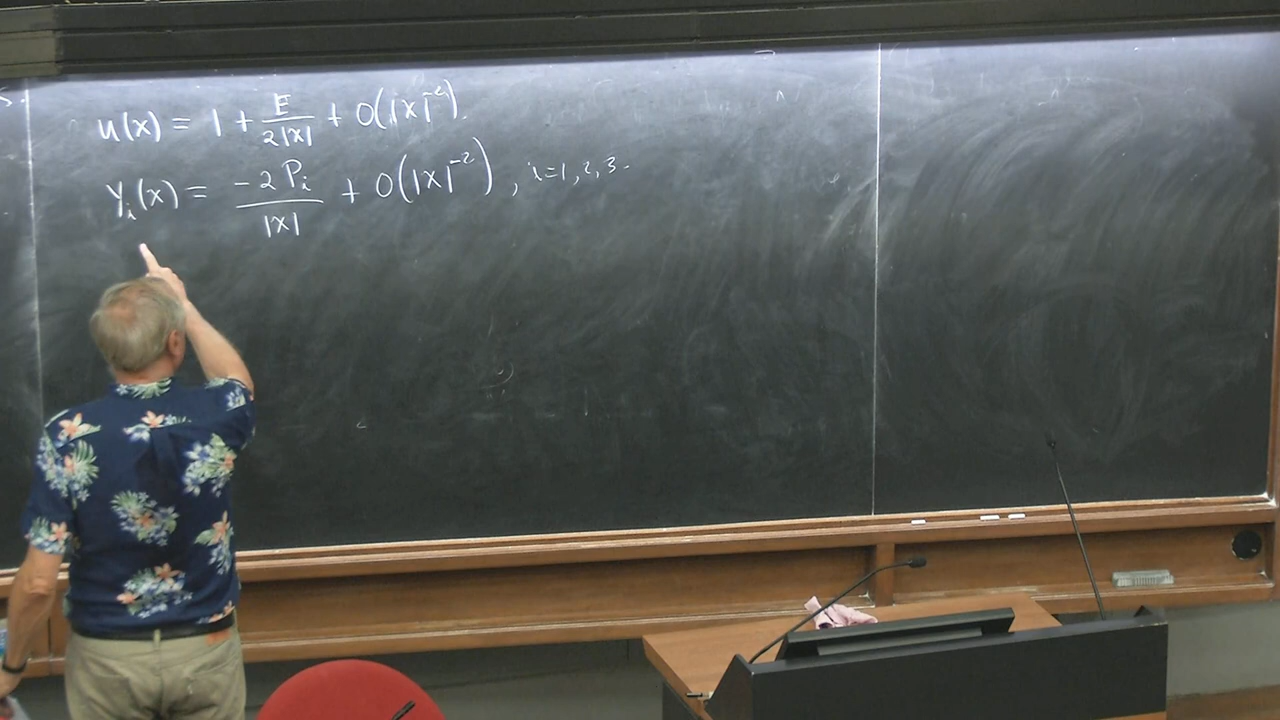 u(x) = 1 + E/(2|x|) + O(|x|^{-2}).
Y_i(x) = -2P_i/|x| + O(|x|^{-2}), i=1,2,3.